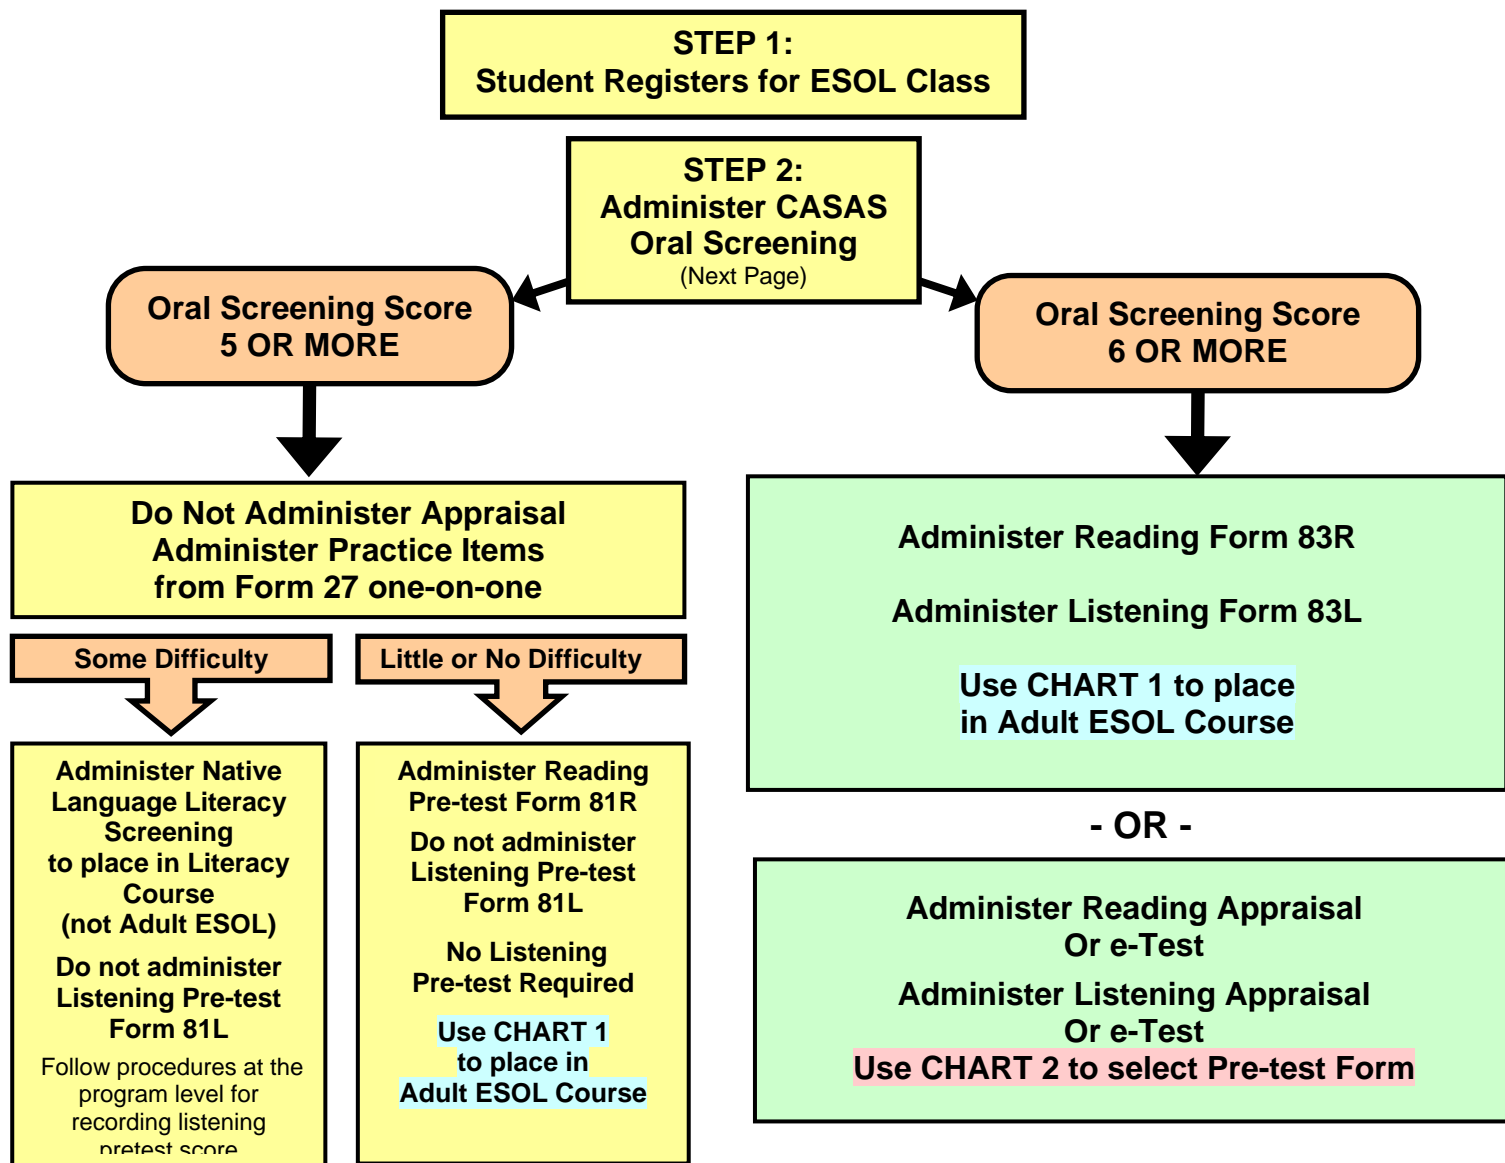 STEP 1:
Student Registers for ESOL Class
STEP 2:
Administer CASAS
Oral Screening
(Next Page)
Oral Screening Score
5 OR MORE
Oral Screening Score
6 OR MORE
Do Not Administer Appraisal
Administer Practice Items
from Form 27 one-on-one
Some Difficulty
Little or No Difficulty
Administer Native
Language Literacy
Screening
to place in Literacy
Course
(not Adult ESOL)
Do not administer
Listening Pre-test
Form 81L
Follow procedures at the
program level for
recording listening
pretest score
Administer Reading
Pre-test Form 81R
Do not administer
Listening Pre-test
Form 81L
No Listening
Pre-test Required
Use CHART 1
to place in
Adult ESOL Course
Administer Reading Form 83R
Administer Listening Form 83L
Use CHART 1 to place
in Adult ESOL Course
- OR -
Administer Reading Appraisal
Or e-Test
Administer Listening Appraisal
Or e-Test
Use CHART 2 to select Pre-test Form